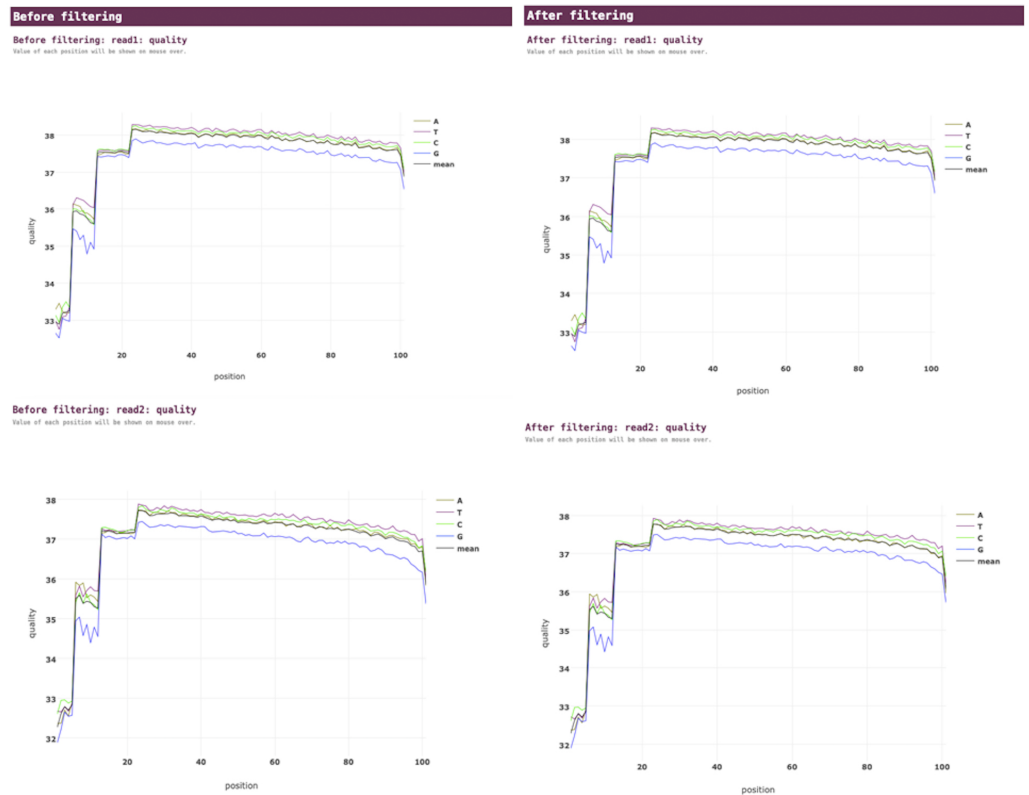 Before filtering
After filtering
Before filtering: read1: quality
Value of each position will be shown on mouse over.
After filtering: read1: quality
Value of each position will be shown on mouse over.
38
37
36
35
34
33
quality
20
40
60
80
100
position
A
T
C
G
mean
38
37
36
35
34
33
quality
20
40
60
80
100
position
A
T
C
G
mean
Before filtering: read2: quality
Value of each position will be shown on mouse over.
After filtering: read2: quality
Value of each position will be shown on mouse over.
38
37
36
35
34
33
32
quality
20
40
60
80
100
position
A
T
C
G
mean
38
37
36
35
34
33
32
quality
20
40
60
80
100
position
A
T
C
G
mean